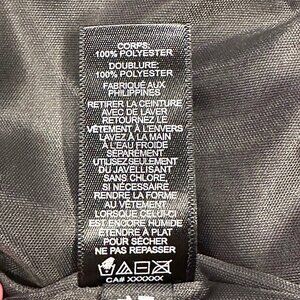 CORPS:
100% POLYESTER
DOUBLURE:
100% POLYESTER
FABRIQUÉ AUX
PHILIPPINES
RETIRER LA CEINTURE
AVEC DE LAVER
RETOURNEZ LE
VÊTEMENT À L'ENVERS
LAVEZ À LA MAIN
À L'EAU FROIDE
SÉPARÉMENT
UTILISEZ SEULEMENT
DU JAVELLISANT
SANS CHLORE,
SI NÉCESSAIRE
RENDRE LA FORME
AU VÊTEMENT
LORSQUE CELUI-CI
EST ENCORE HUMIDE
ÉTENDRE À PLAT
POUR SÉCHER
NE PAS REPASSER
CA# XXXXXX